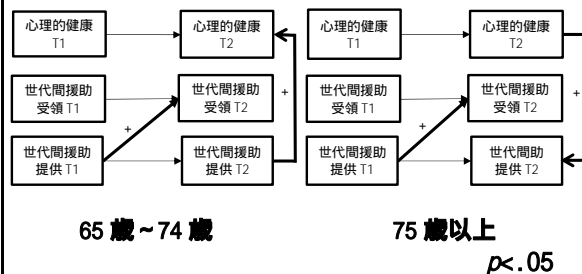 心理的健康
T1
心理的健康
T2
世代間援助
受領 T1
世代間援助
受領 T2
+
+
世代間援助
提供 T1
世代間援助
提供 T2
65 歳～74 歳
心理的健康
T1
心理的健康
T2
世代間援助
受領 T1
世代間援助
受領 T2
+
+
世代間援助
提供 T1
世代間援助
提供 T2
75 歳以上
p<.05